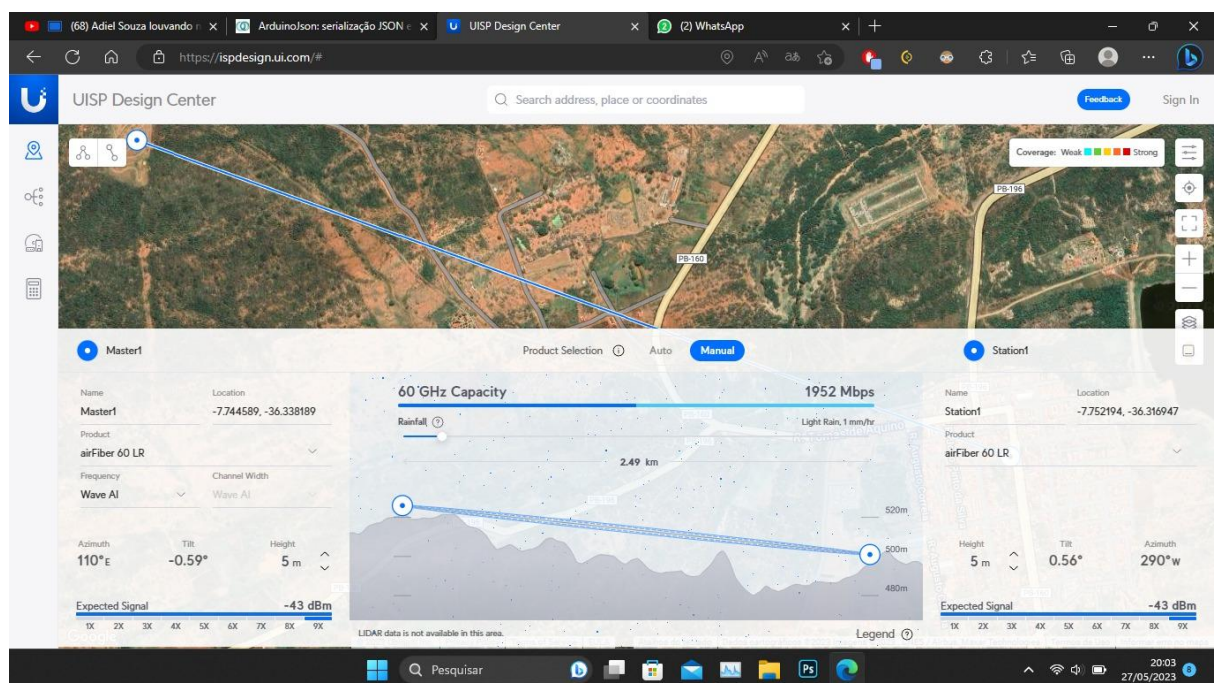 (68) Adiel Souza louvando n
ArduinoJson: serialização JSON e
UISP Design Center
(2) WhatsApp
https://ispdesign.ui.com/#
UISP Design Center
Search address, place or coordinates
Feedback
Sign In
Coverage: Weak Strong
PB-196
PB-160
Master1
Product Selection
Auto
Manual
Station1
Name
Location
Master1
-7.744589, -36.338189
Product
airFiber 60 LR
Frequency
Channel Width
Wave AI
Wave AI
Azimuth
Tilt
Height
110°E
-0.59°
5 m
Expected Signal
-43 dBm
1X 2X 3X 4X 5X 6X 7X 8X 9X
60 GHz Capacity
1952 Mbps
Rainfall
Light Rain, 1 mm/hr
2.49 km
520m
500m
480m
LIDAR data is not available in this area.
Legend
Name
Location
Station1
-7.752194, -36.316947
Product
airFiber 60 LR
Height
Tilt
Azimuth
5 m
0.56°
290°W
Expected Signal
-43 dBm
1X 2X 3X 4X 5X 6X 7X 8X 9X
Pesquisar
Ps
20:03
27/05/2023
8